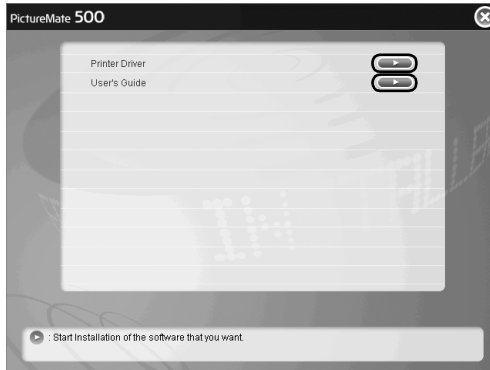 PictureMate 500
Printer Driver
User's Guide
: Start Installation of the software that you want.